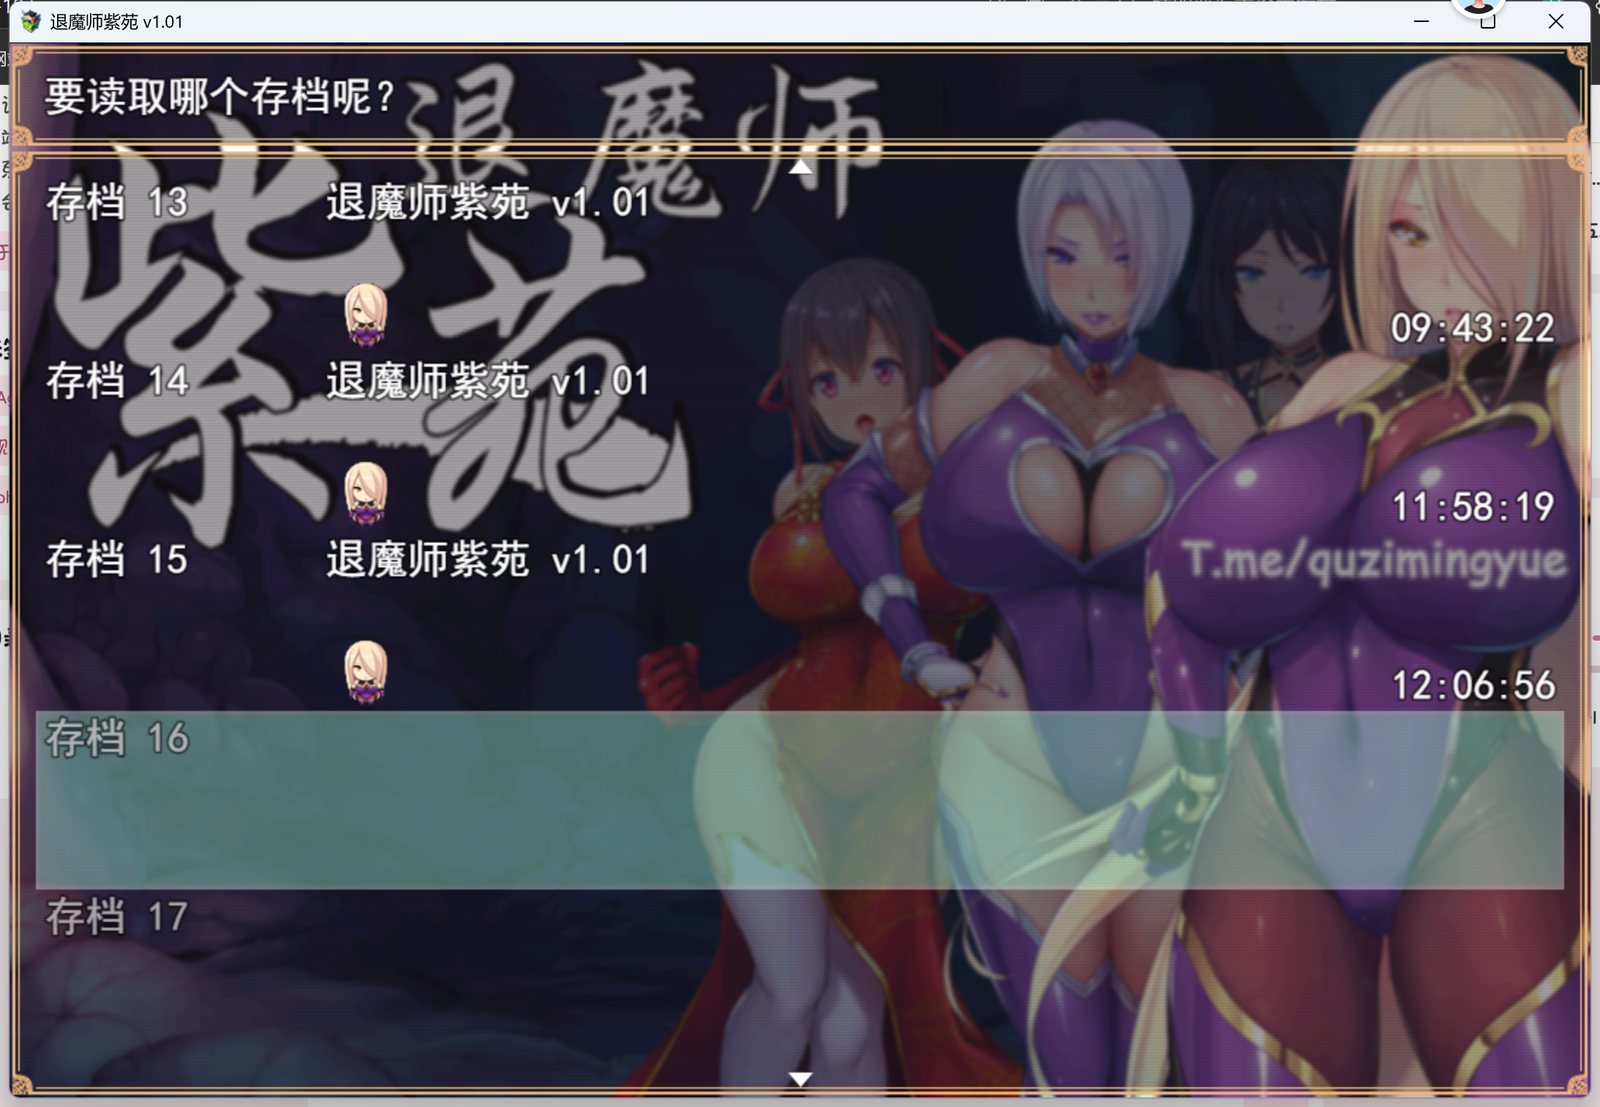 退魔师紫苑 v1.01
要读取哪个存档呢？
退魔师
紫苑
存档 13 退魔师紫苑 v1.01
09:43:22
存档 14 退魔师紫苑 v1.01
11:58:19
存档 15 退魔师紫苑 v1.01
T.me/quzimingyue
12:06:56
存档 16
存档 17